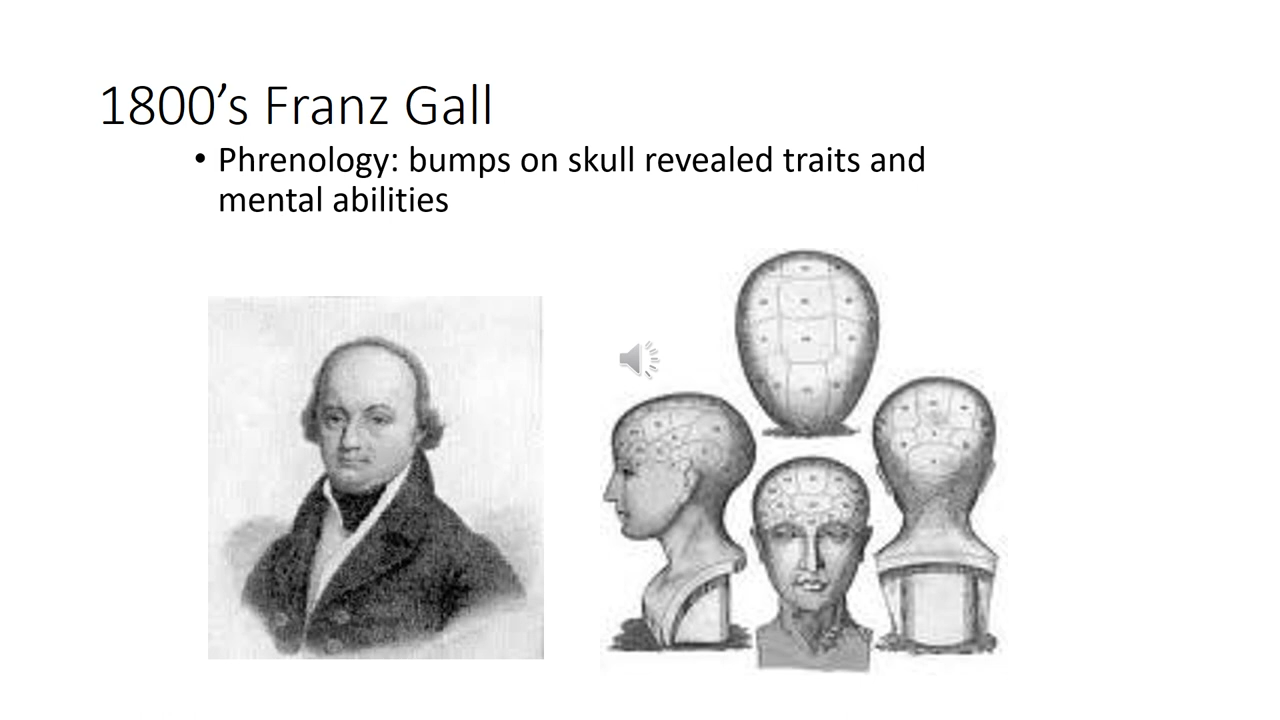 1800’s Franz Gall
• Phrenology: bumps on skull revealed traits and
mental abilities